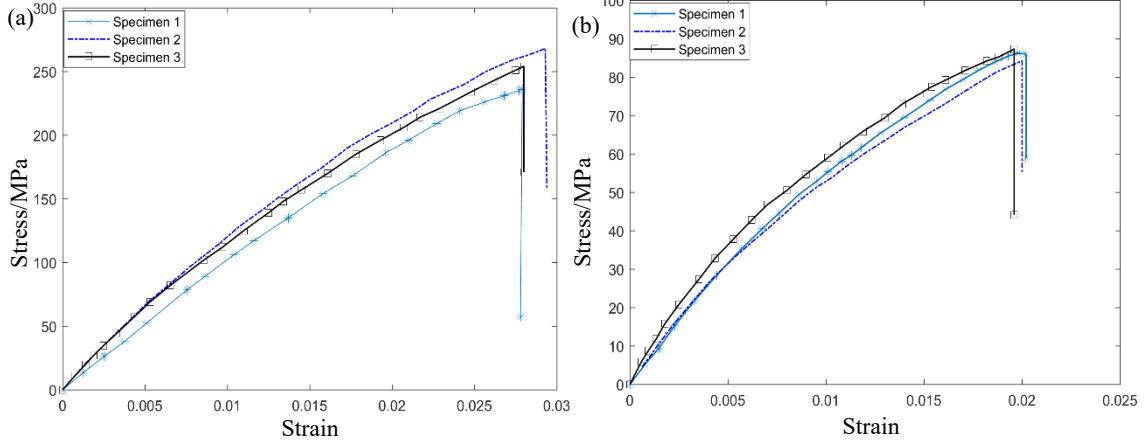 (a)
Specimen 1
Specimen 2
Specimen 3
300
250
200
150
100
50
0
0 0.005 0.01 0.015 0.02 0.025 0.03
Stress/MPa
Strain
(b)
Specimen 1
Specimen 2
Specimen 3
100
90
80
70
60
50
40
30
20
10
0
0 0.005 0.01 0.015 0.02 0.025
Stress/MPa
Strain